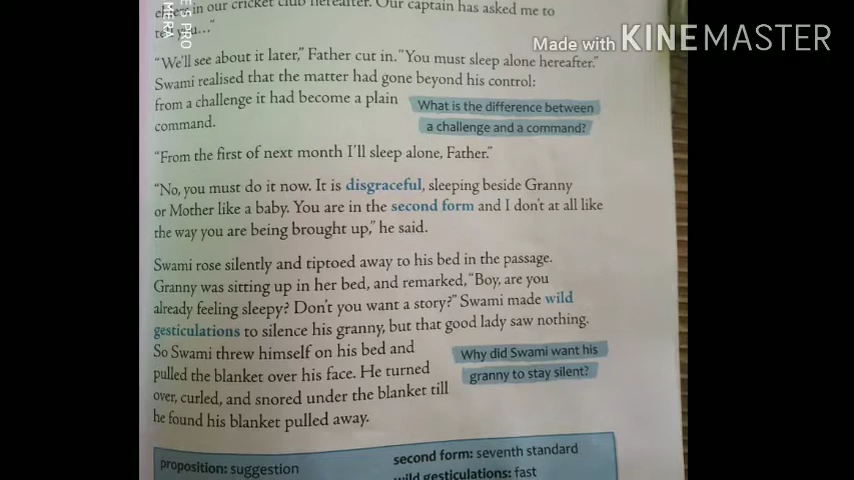 in our cricket club hereafter. Our captain has asked me to
tell you..."
Made with KINEMASTER
"We'll see about it later," Father cut in. "You must sleep alone hereafter."
Swami realised that the matter had gone beyond his control:
from a challenge it had become a plain
command.
What is the difference between
a challenge and a command?
"From the first of next month I'll sleep alone, Father."
"No, you must do it now. It is disgraceful, sleeping beside Granny
or Mother like a baby. You are in the second form and I don't at all like
the way you are being brought up," he said.
Swami rose silently and tiptoed away to his bed in the passage.
Granny was sitting up in her bed, and remarked, "Boy, are you
already feeling sleepy? Don't you want a story?" Swami made wild
gesticulations to silence his granny, but that good lady saw nothing.
So Swami threw himself on his bed and
pulled the blanket over his face. He turned
over, curled, and snored under the blanket till
he found his blanket pulled away.
Why did Swami want his
granny to stay silent?
proposition: suggestion
second form: seventh standard
wild gesticulations: fast